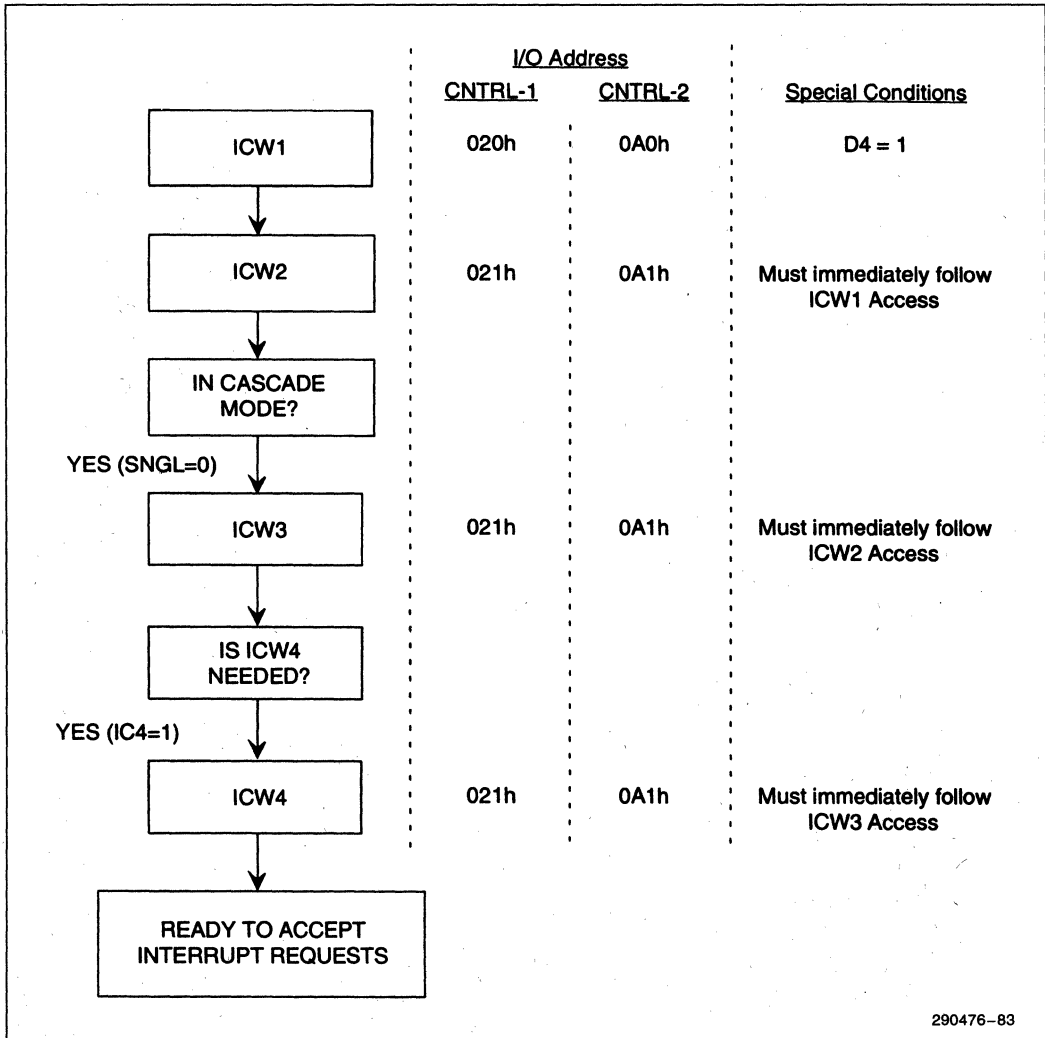 I/O Address
CNTRL-1 CNTRL-2 Special Conditions
ICW1 020h 0A0h D4 = 1
ICW2 021h 0A1h Must immediately follow
ICW1 Access
IN CASCADE
MODE?
YES (SNGL=0)
ICW3 021h 0A1h Must immediately follow
ICW2 Access
IS ICW4
NEEDED?
YES (IC4=1)
ICW4 021h 0A1h Must immediately follow
ICW3 Access
READY TO ACCEPT
INTERRUPT REQUESTS
290476–83